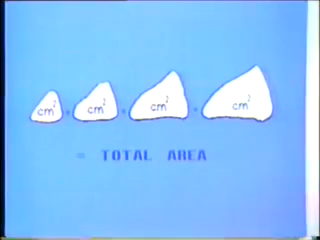 cm² + cm² + cm² + cm²
= TOTAL AREA